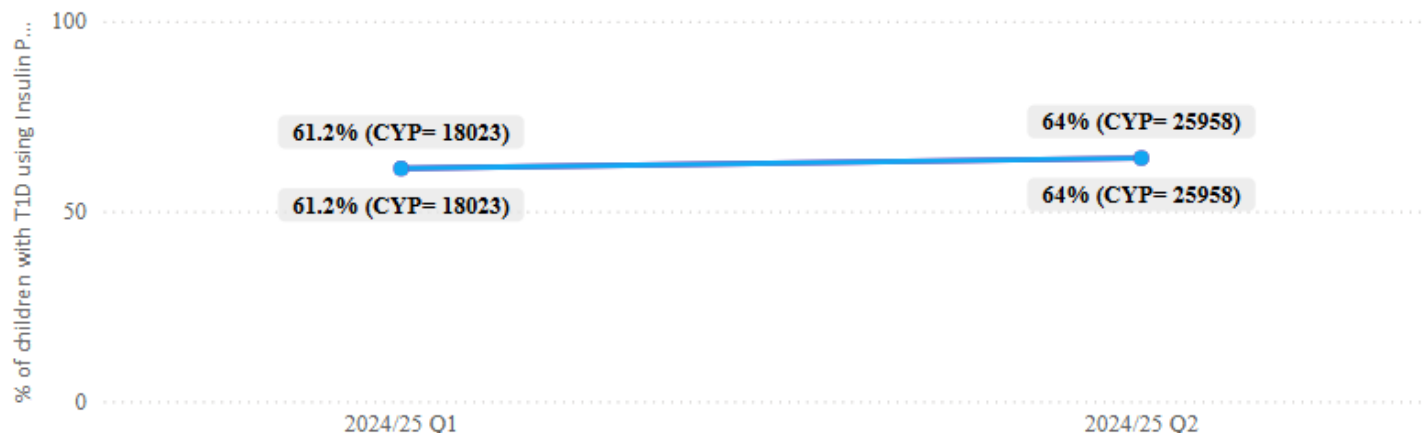 % of children with T1D using Insulin P...
100
50
0
61.2% (CYP= 18023)
64% (CYP= 25958)
61.2% (CYP= 18023)
64% (CYP= 25958)
2024/25 Q1
2024/25 Q2